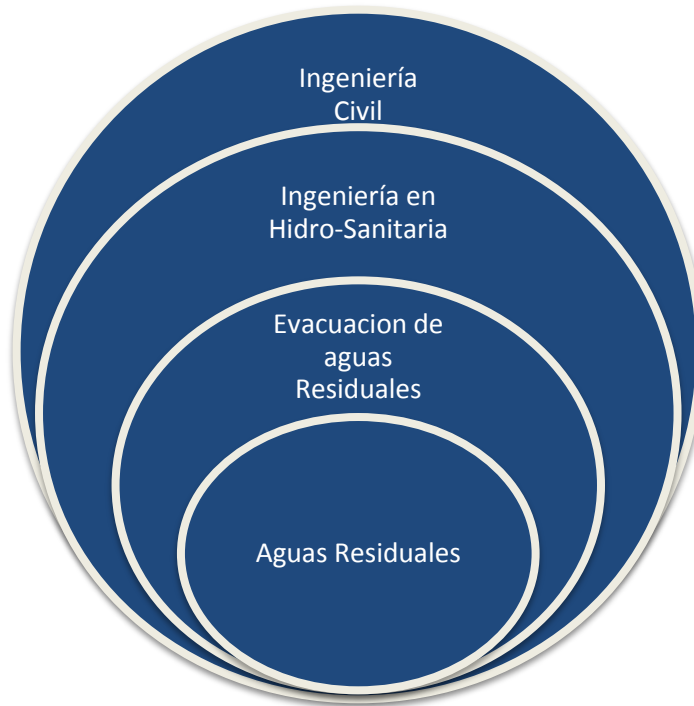 Ingeniería
Civil
Ingeniería en
Hidro-Sanitaria
Evacuacion de
aguas
Residuales
Aguas Residuales